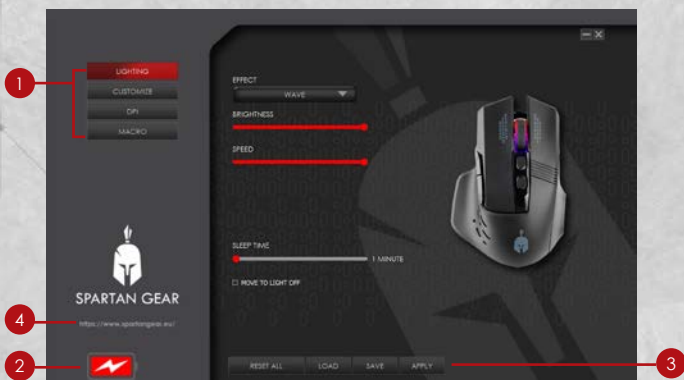 1
LIGHTING
CUSTOMIZE
DPI
MACRO
EFFECT
WAVE
BRIGHTNESS
SPEED
SLEEP TIME
1 MINUTE
MOVE TO LIGHT OFF
SPARTAN GEAR
4
https://www.spartangear.eu/
2
RESET ALL
LOAD
SAVE
APPLY
3